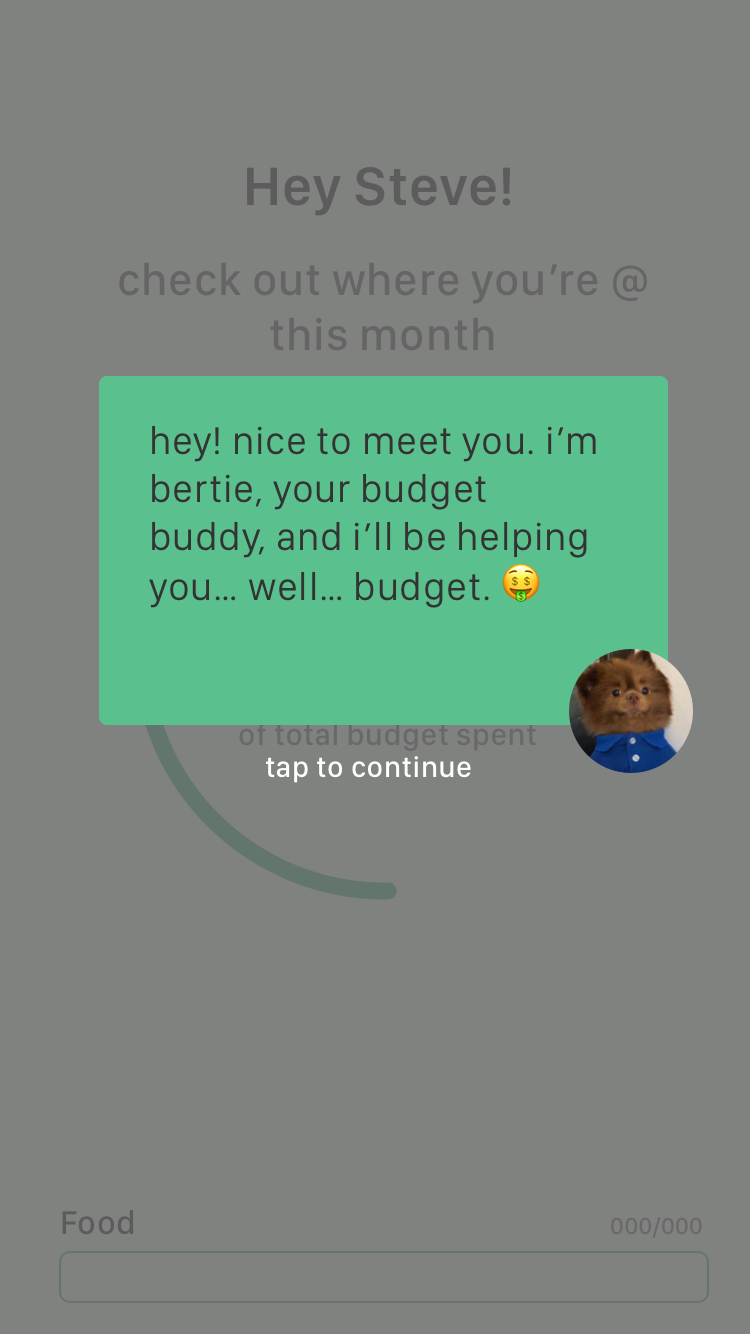 Hey Steve!
check out where you’re @
this month
hey! nice to meet you. i’m
bertie, your budget
buddy, and i’ll be helping
you... well... budget. 🤑
of total budget spent
tap to continue
Food 000/000